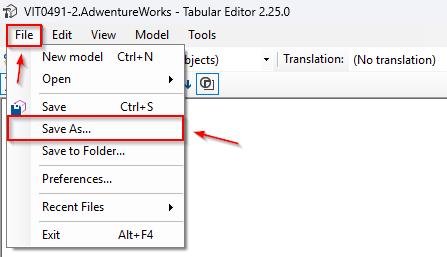 VIT0491-2.AdwentureWorks - Tabular Editor 2.25.0
File Edit View Model Tools
New model Ctrl+N
bjects) Translation: (No translation)
Open
Save Ctrl+S
Save As...
Save to Folder...
Preferences...
Recent Files
Exit Alt+F4